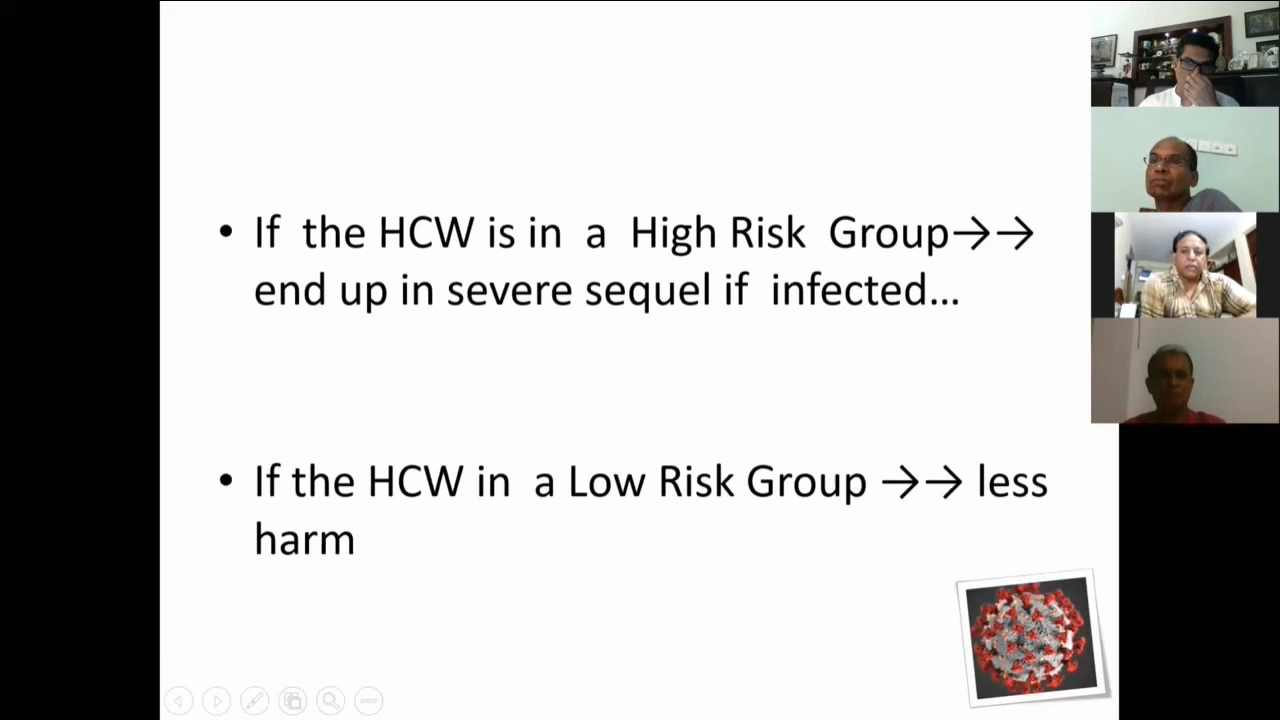 • If the HCW is in a High Risk Group→→
end up in severe sequel if infected...
• If the HCW in a Low Risk Group →→ less
harm